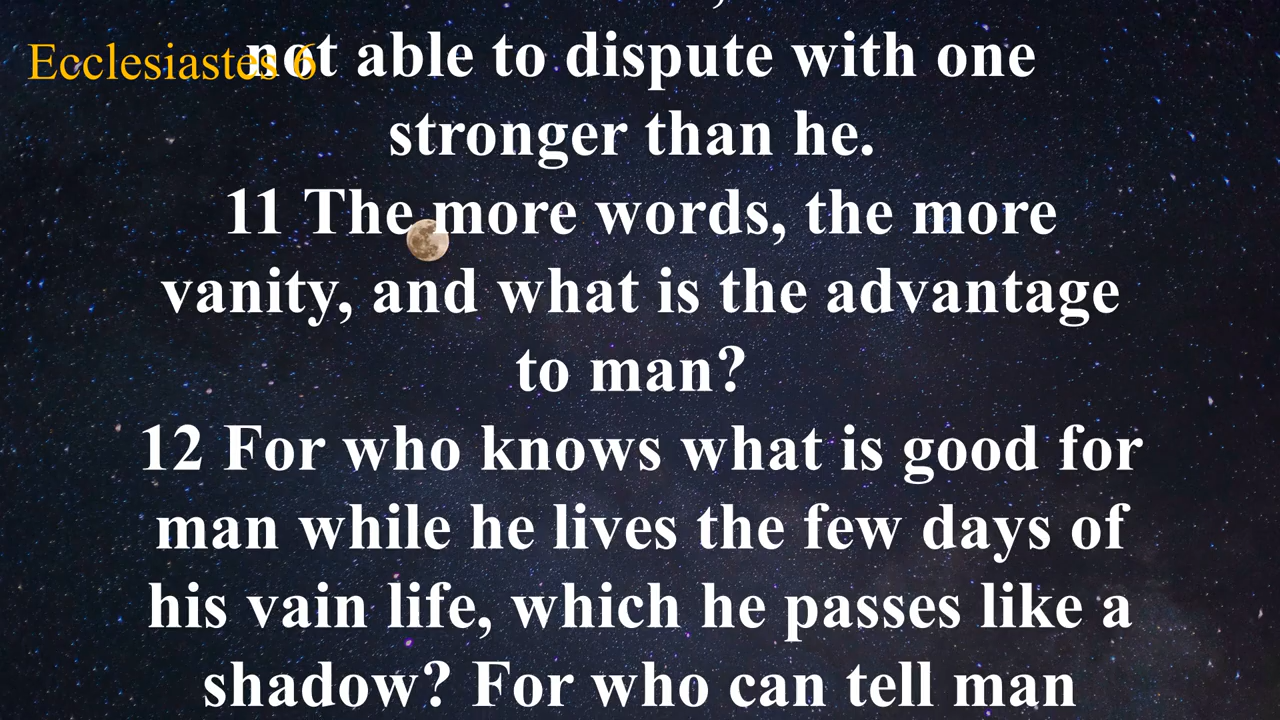 Ecclesiastes 6
not able to dispute with one
stronger than he.
11 The more words, the more
vanity, and what is the advantage
to man?
12 For who knows what is good for
man while he lives the few days of
his vain life, which he passes like a
shadow? For who can tell man